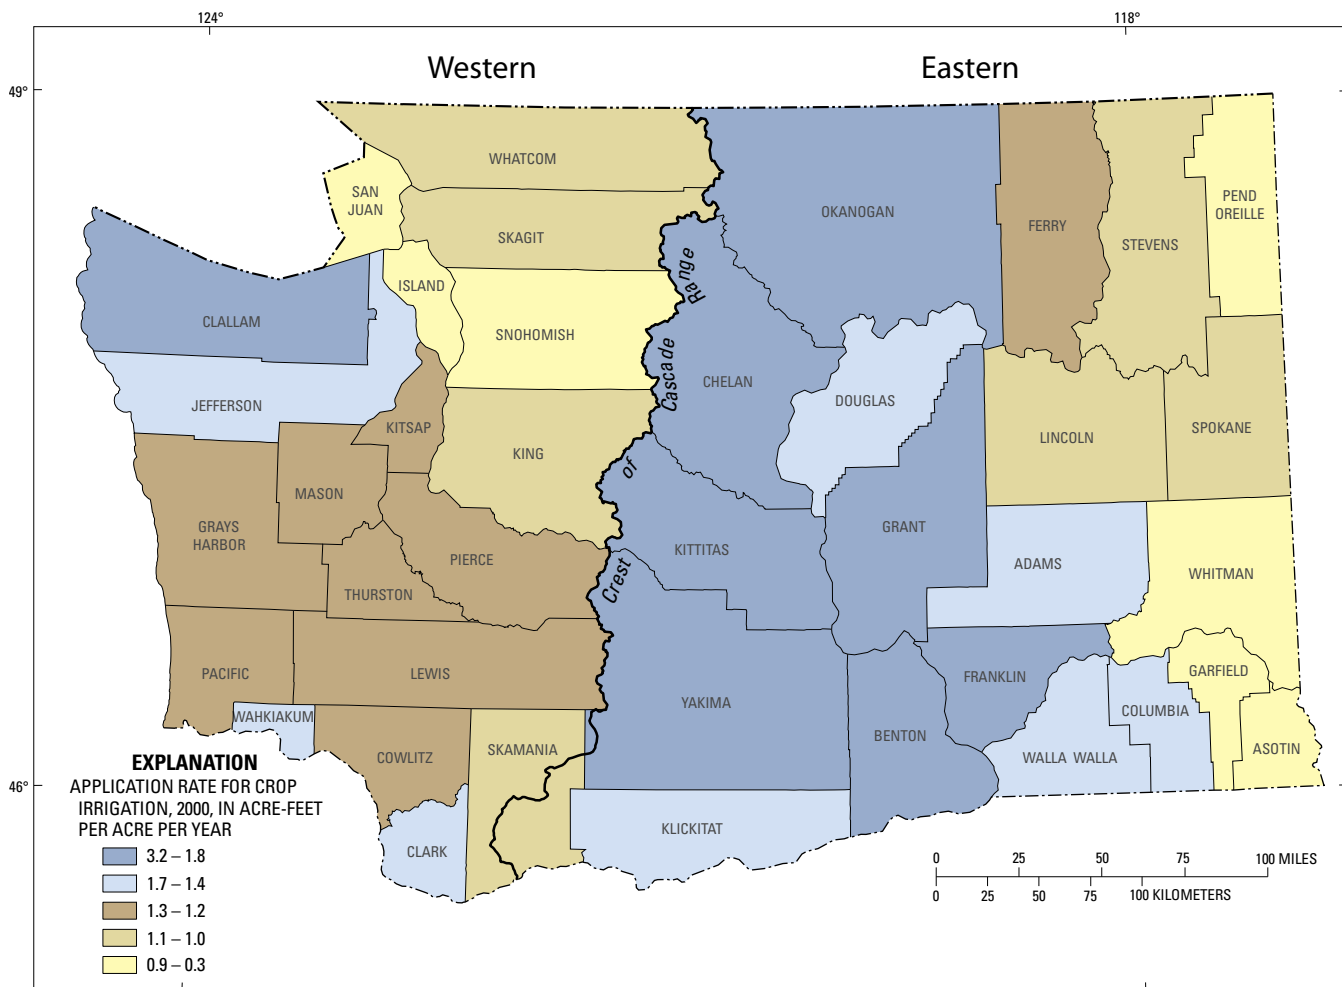 124°
118°
Western
Eastern
49°
WHATCOM
SAN
JUAN
SKAGIT
OKANOGAN
FERRY
STEVENS
PEND
OREILLE
CLALLAM
ISLAND
SNOHOMISH
Crest of Cascade Range
CHELAN
DOUGLAS
JEFFERSON
KITSAP
KING
LINCOLN
SPOKANE
MASON
GRAYS
HARBOR
PIERCE
THURSTON
KITTITAS
GRANT
ADAMS
WHITMAN
PACIFIC
LEWIS
YAKIMA
FRANKLIN
GARFIELD
WAHKIAKUM
COWLITZ
SKAMANIA
BENTON
COLUMBIA
WALLA WALLA
ASOTIN
46°
CLARK
KLICKITAT
EXPLANATION
APPLICATION RATE FOR CROP
IRRIGATION, 2000, IN ACRE-FEET
PER ACRE PER YEAR
3.2 – 1.8
1.7 – 1.4
1.3 – 1.2
1.1 – 1.0
0.9 – 0.3
0 25 50 75 100 MILES
0 25 50 75 100 KILOMETERS